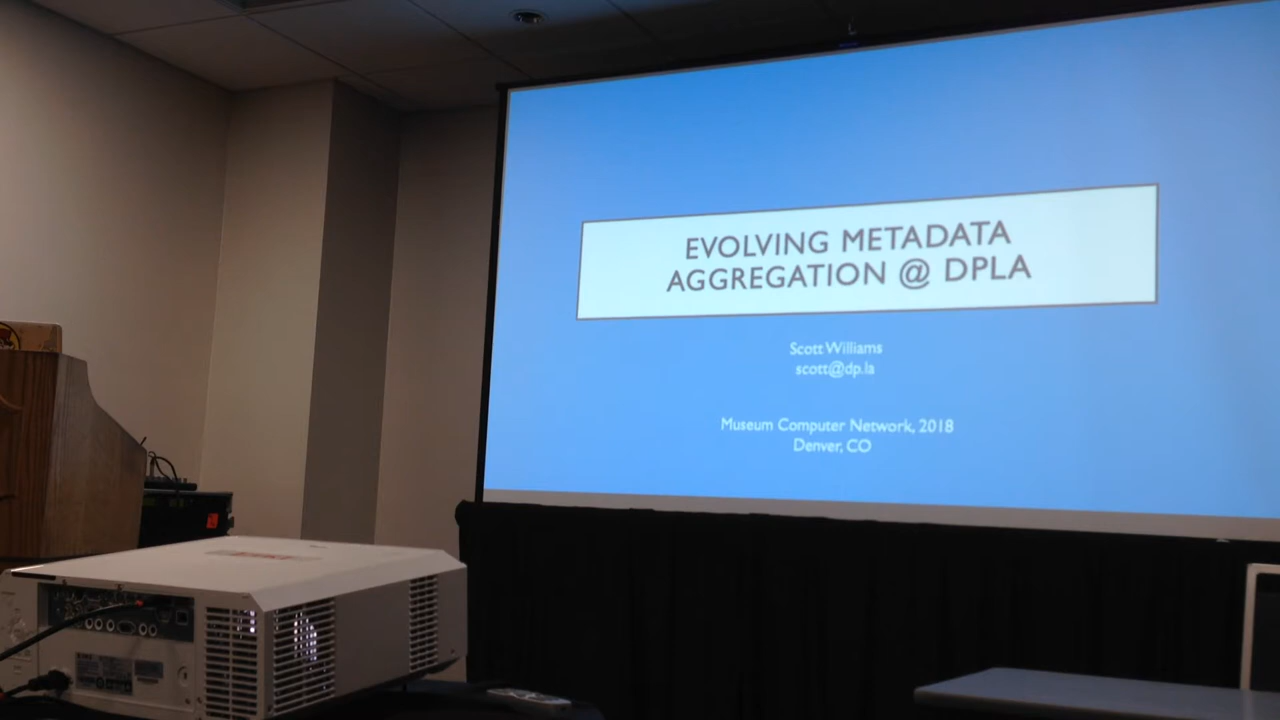 EVOLVING METADATA
AGGREGATION @ DPLA
Scott Williams
scott@dp.la
Museum Computer Network, 2018
Denver, CO